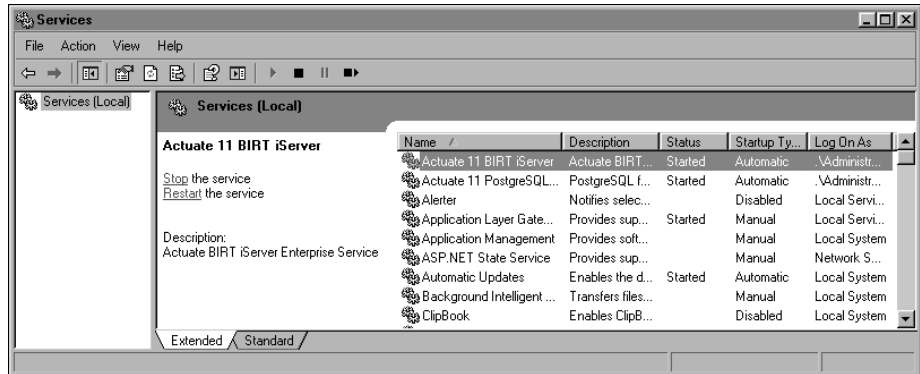 Services
File Action View Help
Services (Local)
Services (Local)
Actuate 11 BIRT iServer
Stop the service
Restart the service
Description:
Actuate BIRT iServer Enterprise Service
Name Description Status Startup Ty... Log On As
Actuate 11 BIRT iServer Actuate BIRT... Started Automatic .\Administr...
Actuate 11 PostgreSQL... PostgreSQL f... Started Automatic .\Administr...
Alerter Notifies selec... Disabled Local Servi...
Application Layer Gate... Provides sup... Started Manual Local Servi...
Application Management Provides soft... Manual Local System
ASP.NET State Service Provides sup... Manual Network S...
Automatic Updates Enables the d... Started Automatic Local System
Background Intelligent ... Transfers files... Manual Local System
ClipBook Enables ClipB... Disabled Local System
Extended Standard